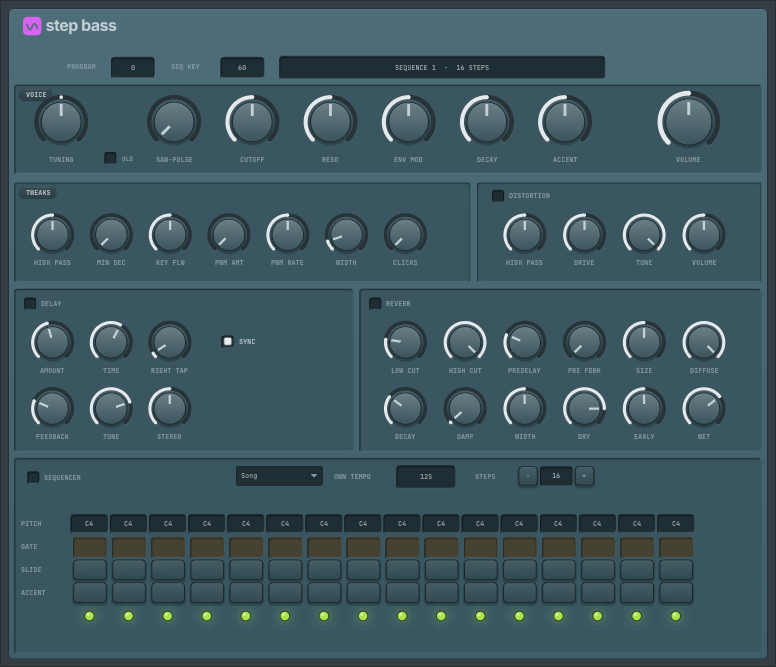 step bass
PROGRAM 0 SEQ KEY 60 SEQUENCE 1 - 16 STEPS
VOICE
TUNING OLD SAW-PULSE CUTOFF RESO ENV MOD DECAY ACCENT VOLUME
TWEAKS
HIGH PASS MIN DEC KEY FLW PWM AMT PWM RATE WIDTH CLICKS
DISTORTION
HIGH PASS DRIVE TONE VOLUME
DELAY
AMOUNT TIME RIGHT TAP SYNC
FEEDBACK TONE STEREO
REVERB
LOW CUT HIGH CUT PREDELAY PRE FDBK SIZE DIFFUSE
DECAY DAMP WIDTH DRY EARLY WET
SEQUENCER Song OWN TEMPO 125 STEPS - 16 +
PITCH C4 C4 C4 C4 C4 C4 C4 C4 C4 C4 C4 C4 C4 C4 C4 C4
GATE
SLIDE
ACCENT